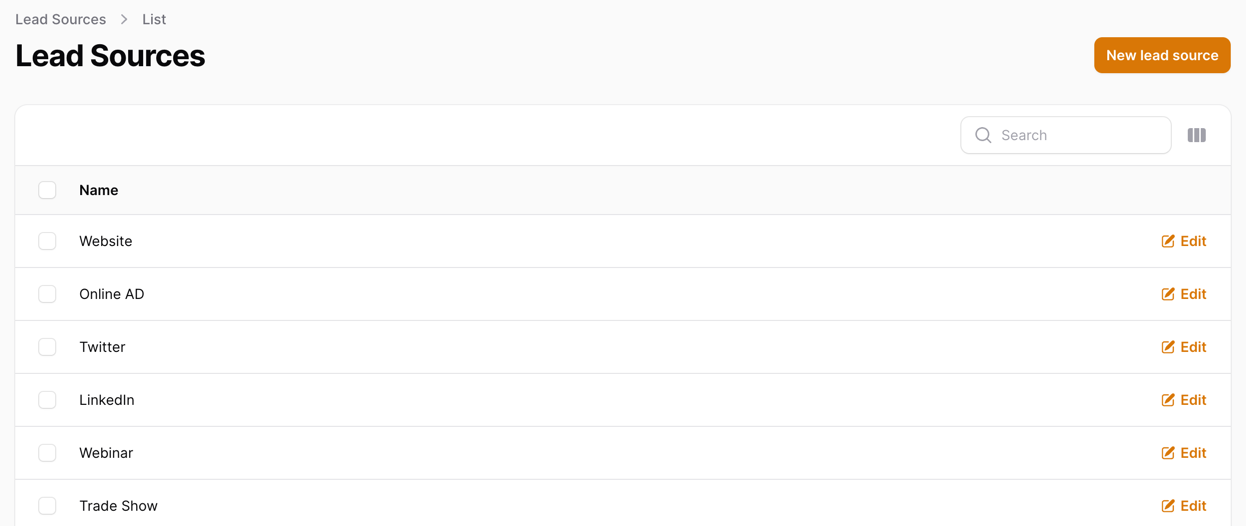 Lead Sources > List
Lead Sources
New lead source
Search
Name
Website Edit
Online AD Edit
Twitter Edit
LinkedIn Edit
Webinar Edit
Trade Show Edit